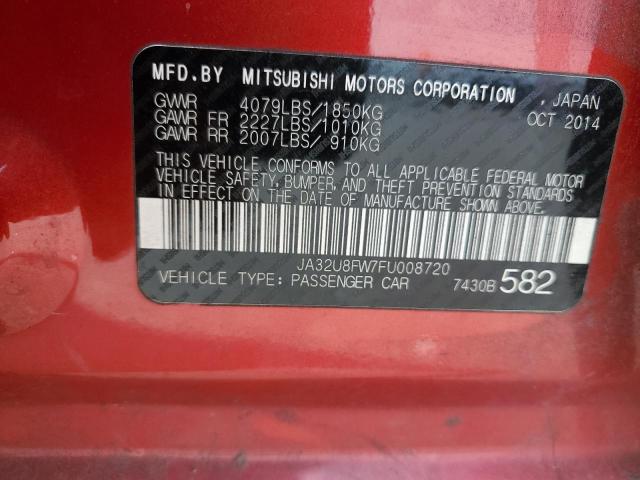 MFD.BY MITSUBISHI MOTORS CORPORATION , JAPAN
GVWR 4079LBS/1850KG OCT 2014
GAWR FR 2227LBS/1010KG
GAWR RR 2007LBS/ 910KG
THIS VEHICLE CONFORMS TO ALL APPLICABLE FEDERAL MOTOR
VEHICLE SAFETY, BUMPER, AND THEFT PREVENTION STANDARDS
IN EFFECT ON THE DATE OF MANUFACTURE SHOWN ABOVE.
JA32U8FW7FU008720
VEHICLE TYPE: PASSENGER CAR 7430B 582